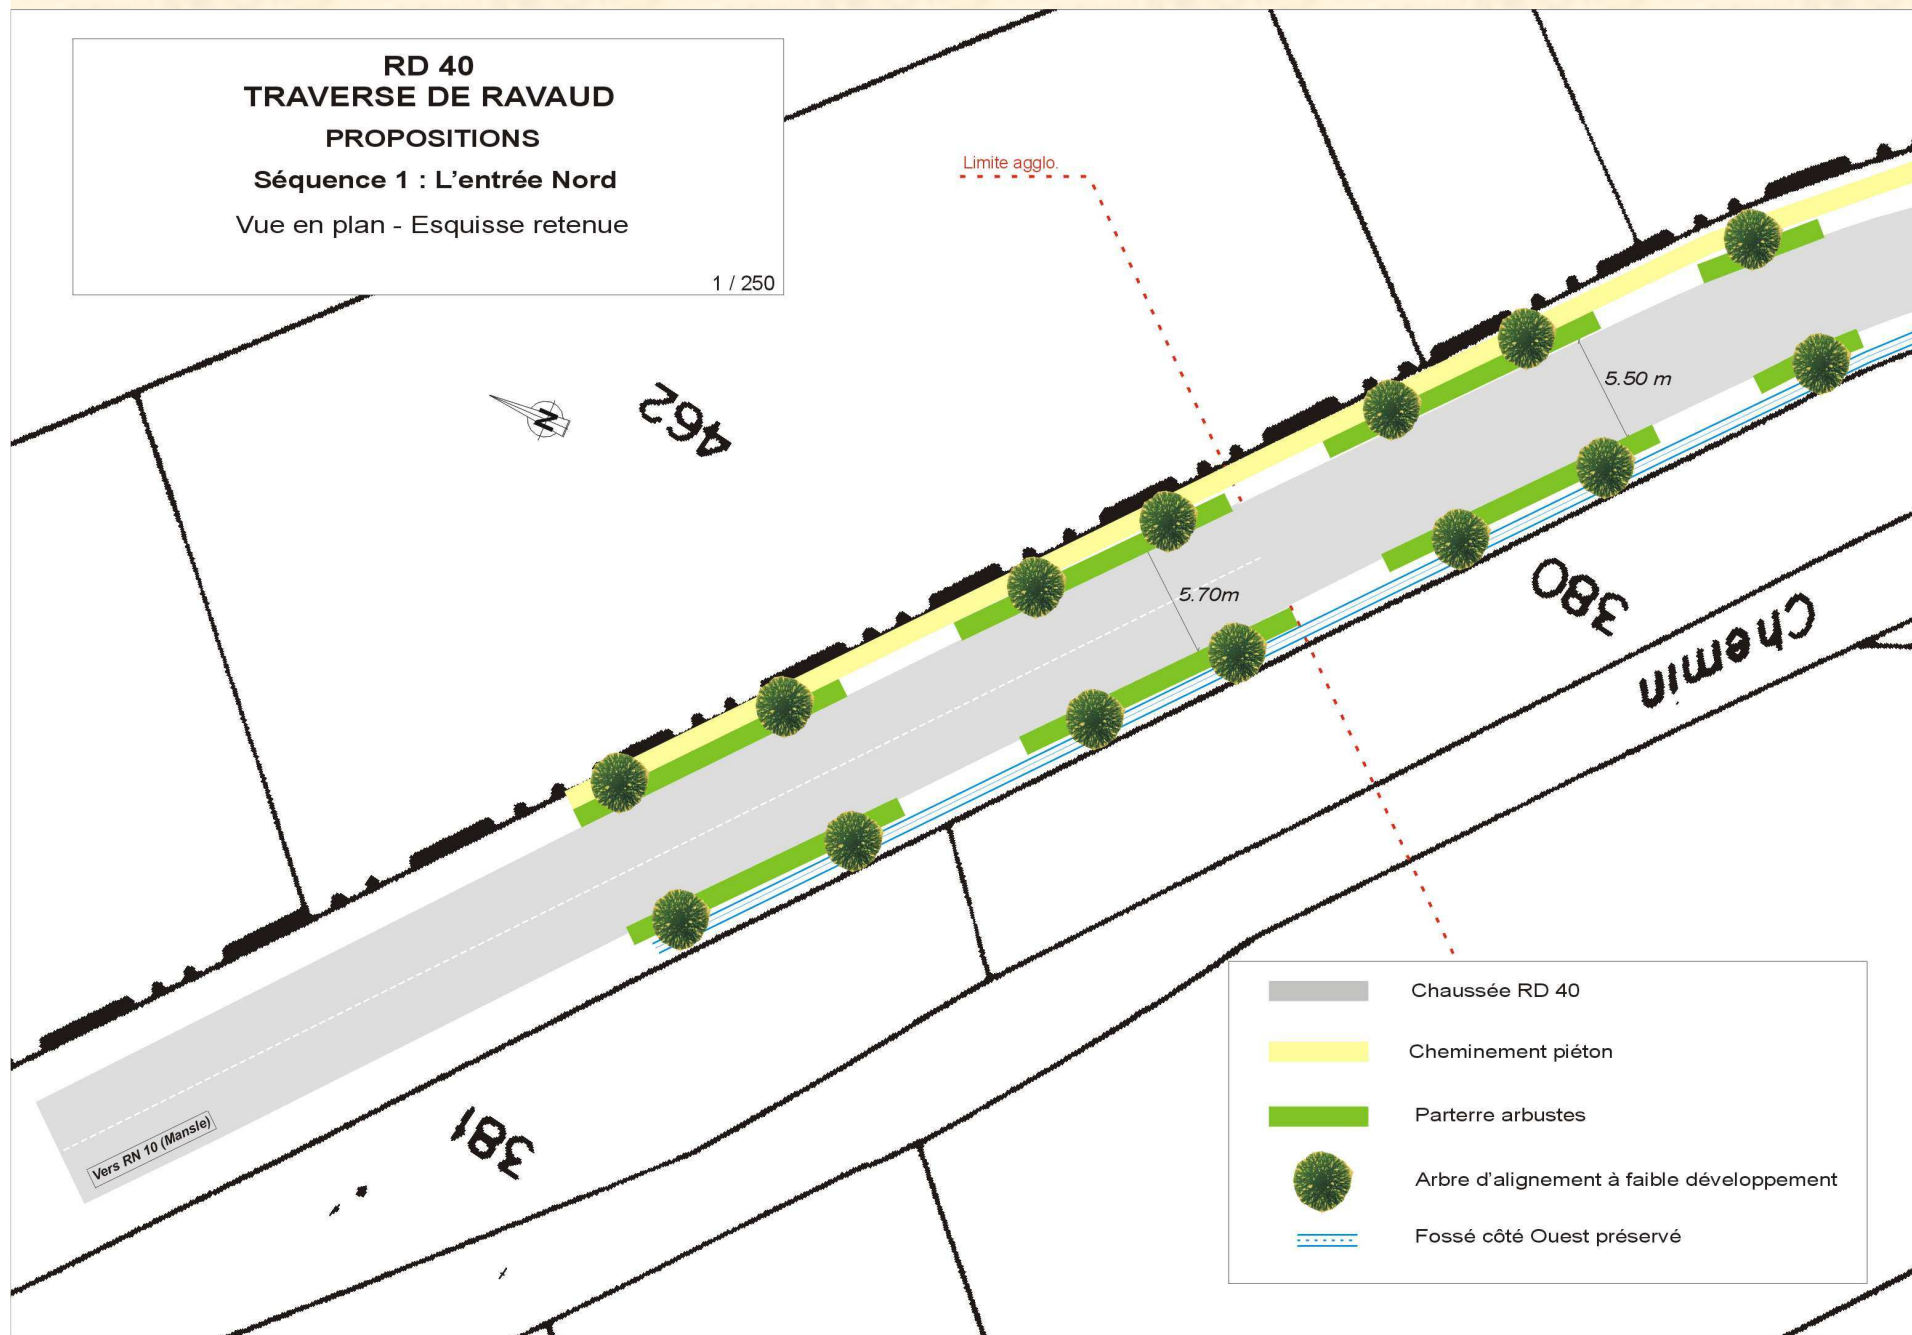 RD 40
TRAVERSE DE RAVAUD
PROPOSITIONS
Séquence 1 : L'entrée Nord
Vue en plan - Esquisse retenue
1 / 250
Limite agglo.
N
462
5.50 m
5.70m
380
Chemin
381
Vers RN 10 (Mansle)
Chaussée RD 40
Cheminement piéton
Parterre arbustes
Arbre d'alignement à faible développement
Fossé côté Ouest préservé